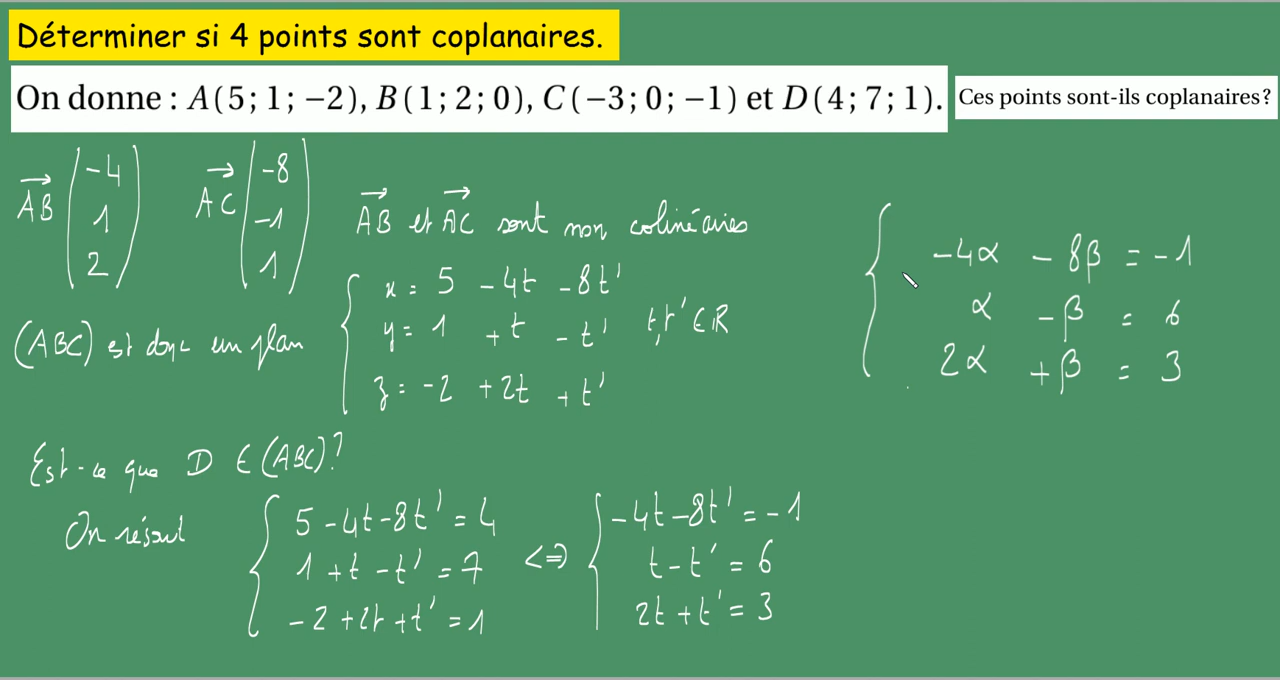 Déterminer si 4 points sont coplanaires.
On donne : A(5; 1; −2), B(1; 2; 0), C(−3; 0; −1) et D(4; 7; 1).
Ces points sont-ils coplanaires?
AB (-4 1 2) AC (-8 -1 1)
AB et AC sont non colinéaires
(ABC) est donc un plan
x = 5 - 4t - 8t'
y = 1 + t - t' t,t' ∈ R
z = -2 + 2t + t'
-4α - 8β = -1
α - β = 6
2α + β = 3
Est-ce que D ∈ (ABC)?
On résout
5 - 4t - 8t' = 4
1 + t - t' = 7
-2 + 2t + t' = 1
<=>
-4t - 8t' = -1
t - t' = 6
2t + t' = 3